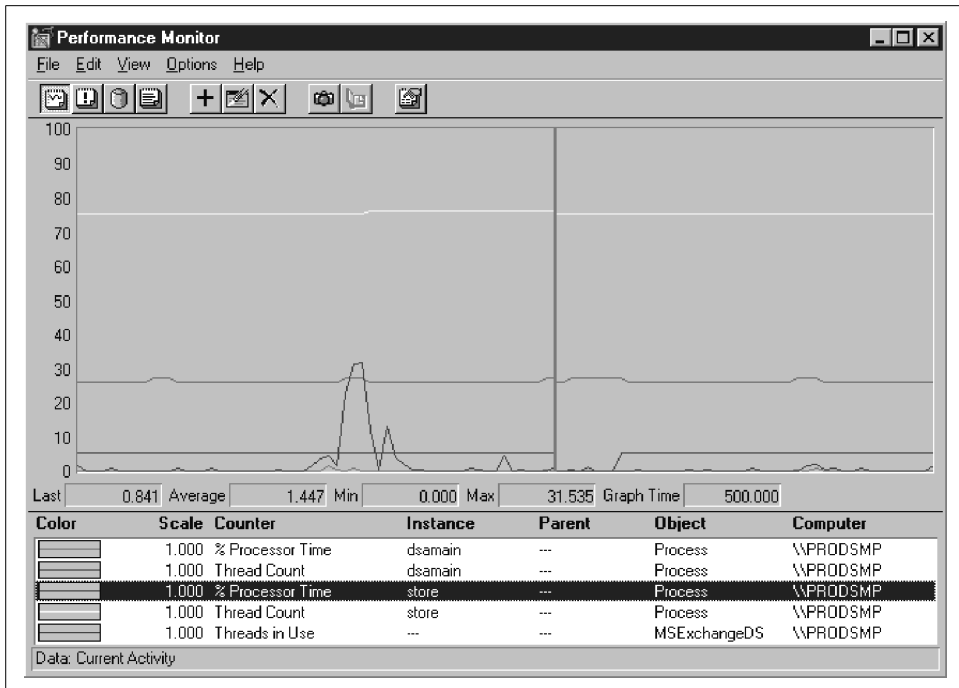 Performance Monitor
File Edit View Options Help
100
90
80
70
60
50
40
30
20
10
0
Last 0.841 Average 1.447 Min 0.000 Max 31.535 Graph Time 500.000
Color Scale Counter Instance Parent Object Computer
1.000 % Processor Time dsamain --- Process \\PRODSMP
1.000 Thread Count dsamain --- Process \\PRODSMP
1.000 % Processor Time store --- Process \\PRODSMP
1.000 Thread Count store --- Process \\PRODSMP
1.000 Threads in Use --- --- MSExchangeDS \\PRODSMP
Data: Current Activity